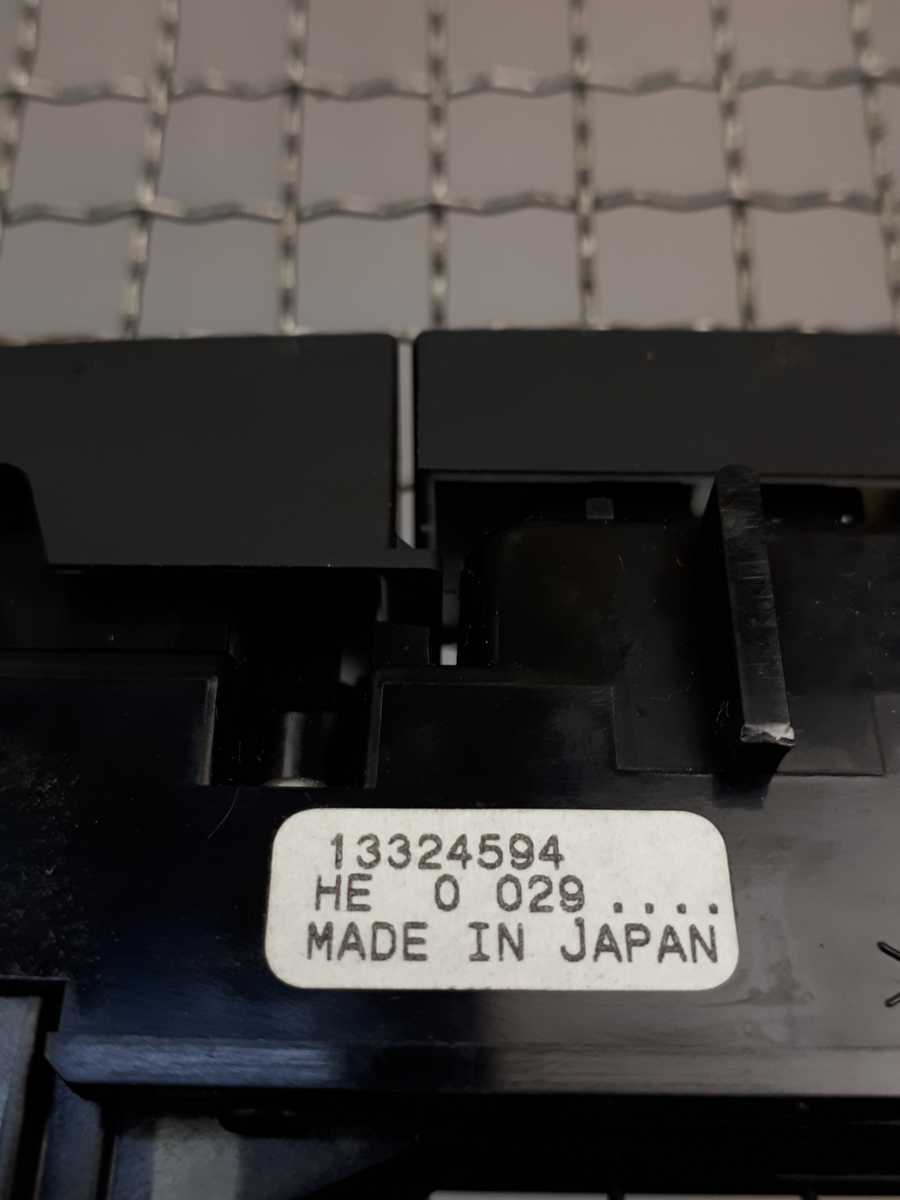 13324594
HE 0 029 ....
MADE IN JAPAN